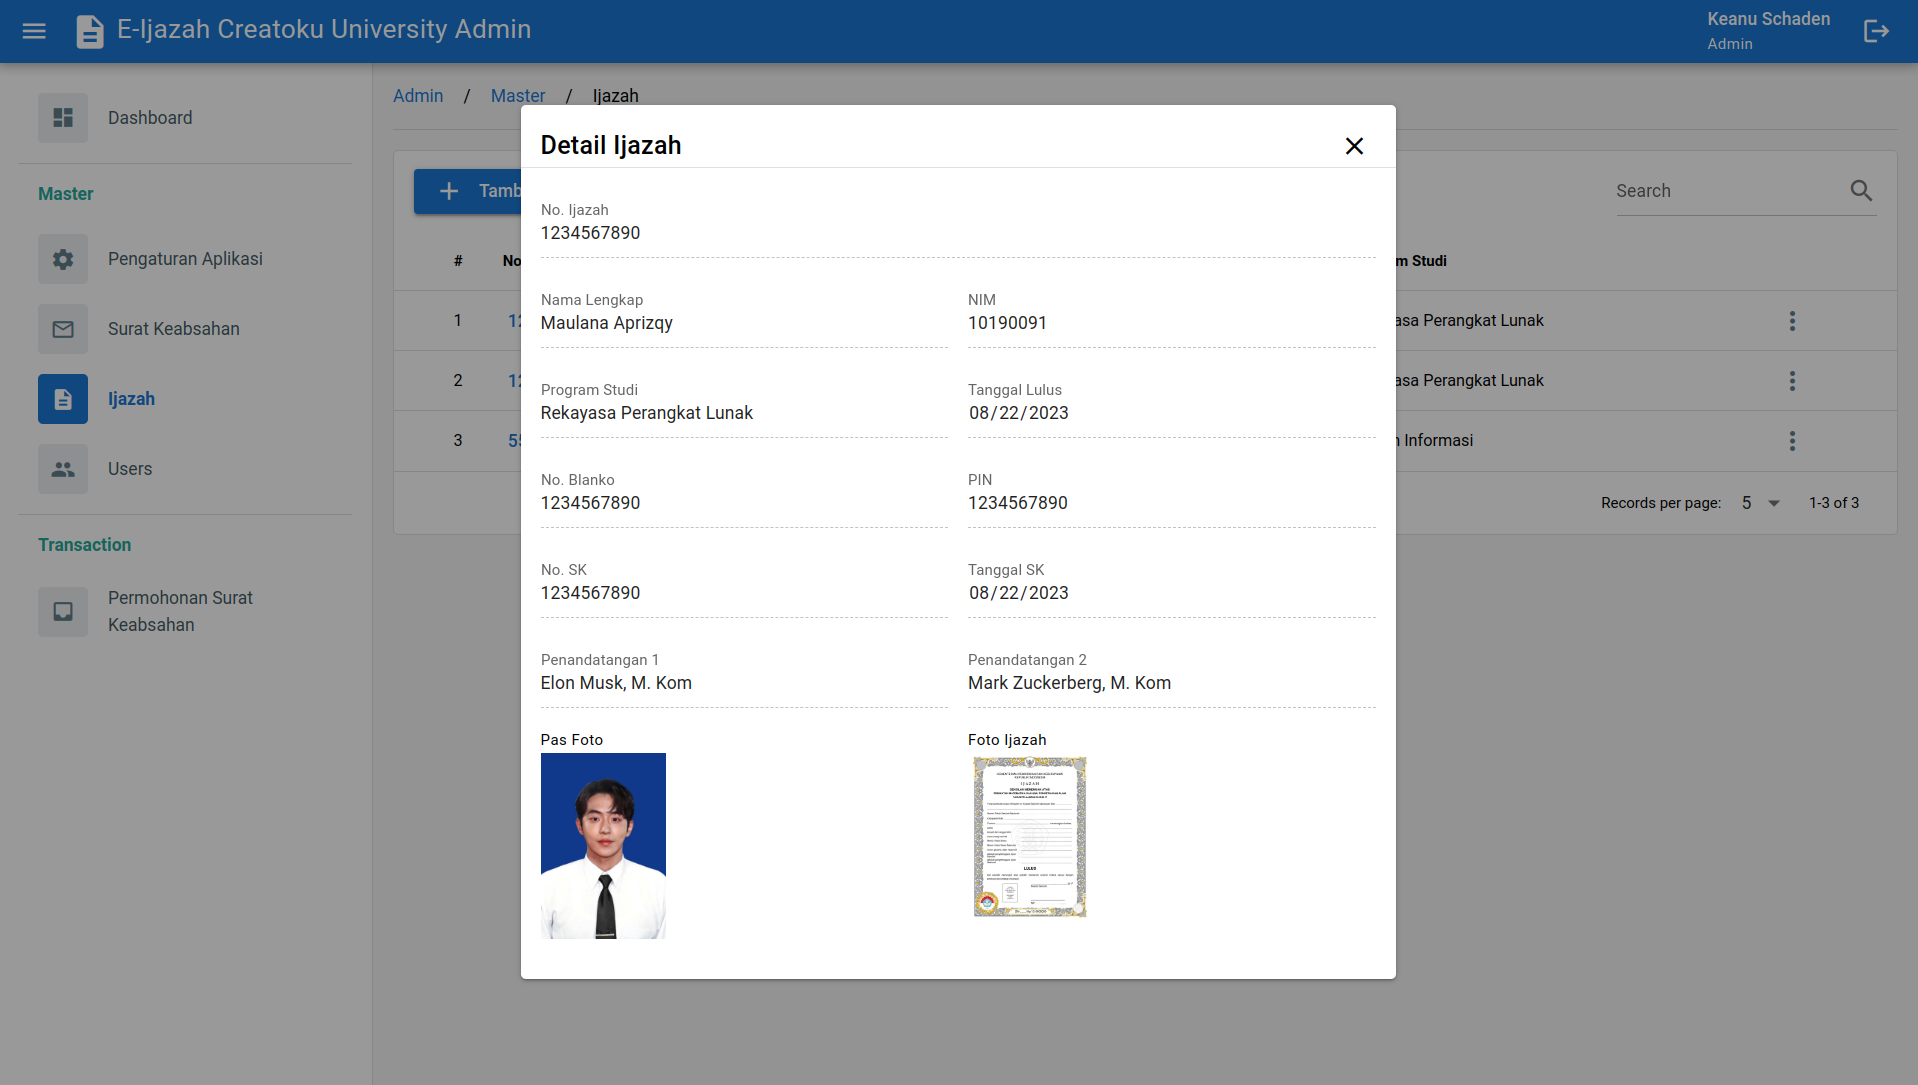 E-Ijazah Creatoku University Admin
Keanu Schaden
Admin
Dashboard
Master
Pengaturan Aplikasi
Surat Keabsahan
Ijazah
Users
Transaction
Permohonan Surat
Keabsahan
Admin / Master / Ijazah
Search
# No
m Studi
1 12
asa Perangkat Lunak
2 12
asa Perangkat Lunak
3 55
Informasi
Records per page: 5 1-3 of 3
Detail Ijazah
No. Ijazah
1234567890
Nama Lengkap
Maulana Aprizqy
NIM
10190091
Program Studi
Rekayasa Perangkat Lunak
Tanggal Lulus
08/22/2023
No. Blanko
1234567890
PIN
1234567890
No. SK
1234567890
Tanggal SK
08/22/2023
Penandatangan 1
Elon Musk, M. Kom
Penandatangan 2
Mark Zuckerberg, M. Kom
Pas Foto
Foto Ijazah
IJAZAH
LULUS